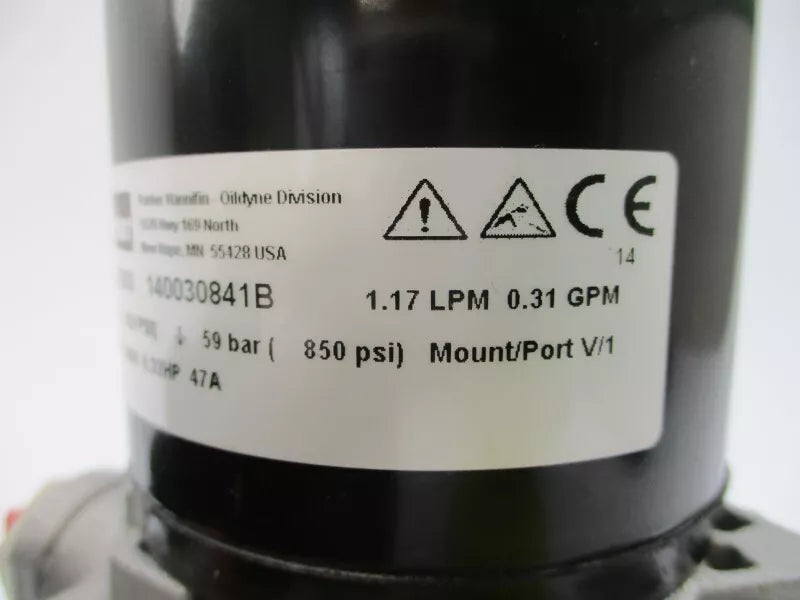 Parker Hannifin - Oildyne Division
Hwy 169 North
New Hope, MN 55428 USA
CE
14
140030841B
1.17 LPM 0.31 GPM
↓ 59 bar ( 850 psi) Mount/Port V/1
47A